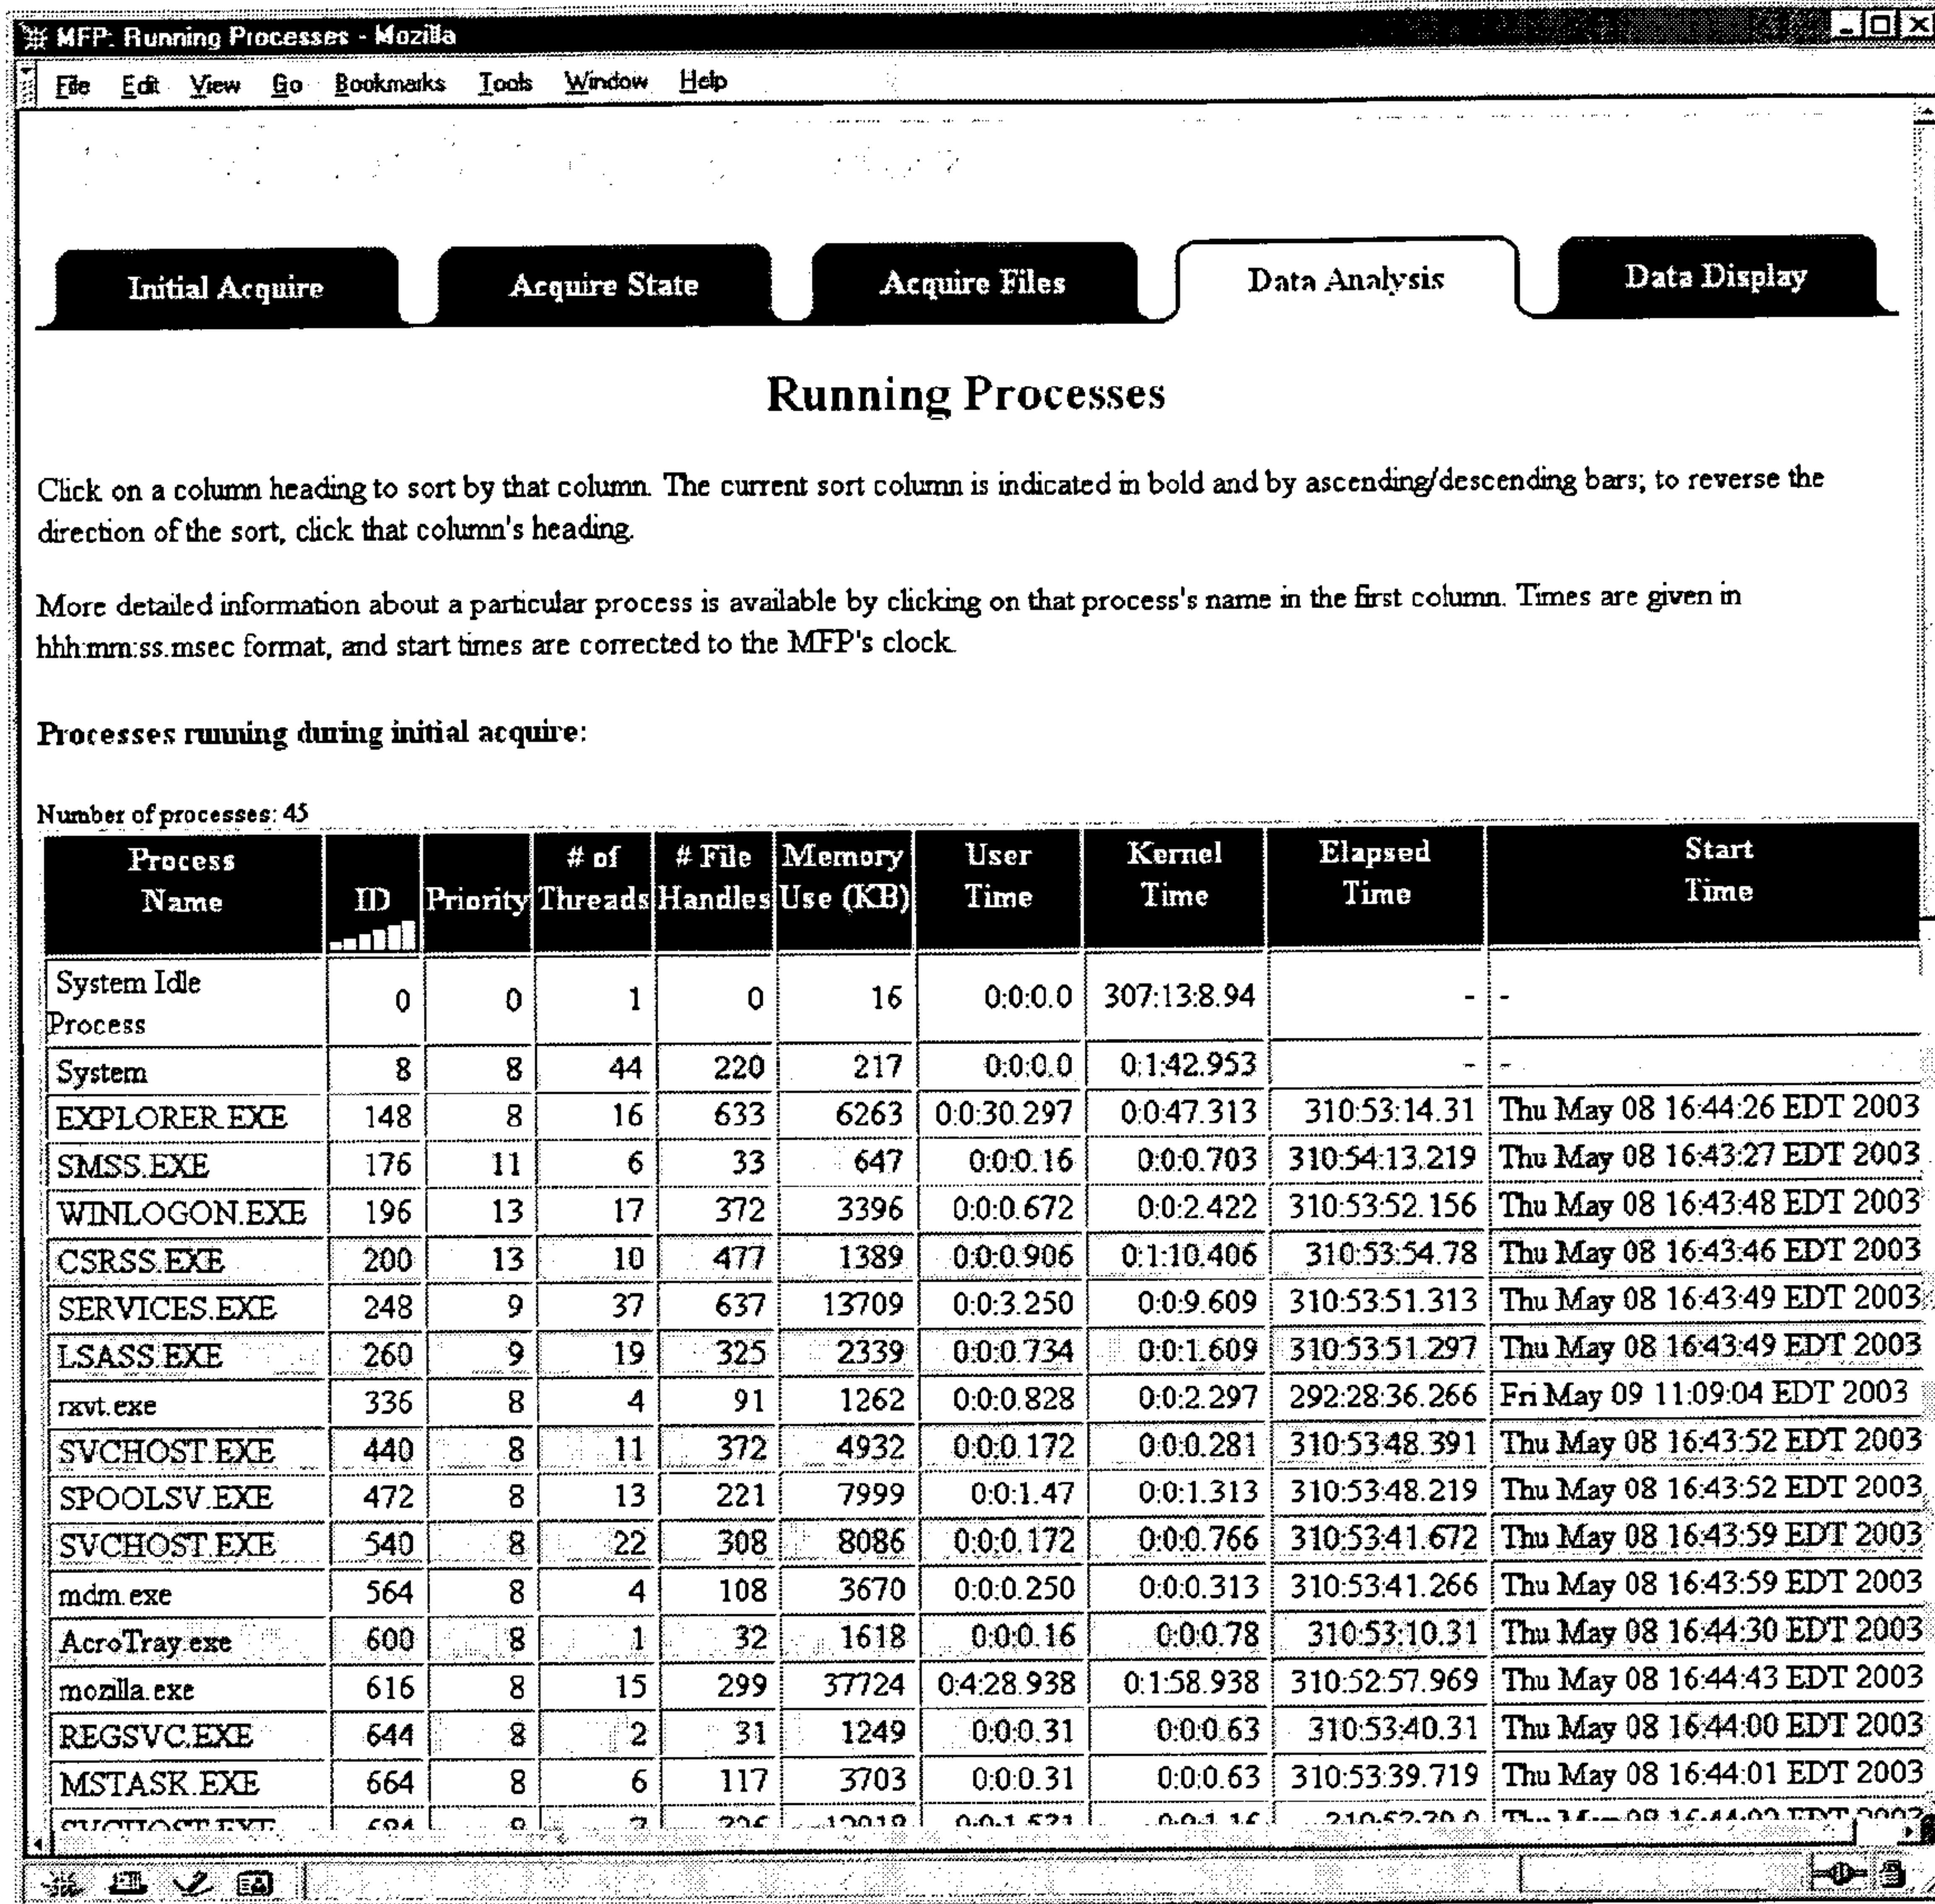 MFP: Running Processes - Mozilla
File Edit View Go Bookmarks Tools Window Help
Initial Acquire Acquire State Acquire Files Data Analysis Data Display
Running Processes
Click on a column heading to sort by that column. The current sort column is indicated in bold and by ascending/descending bars; to reverse the
direction of the sort, click that column's heading.
More detailed information about a particular process is available by clicking on that process's name in the first column. Times are given in
hhh:mm:ss.msec format, and start times are corrected to the MFP's clock.
Processes running during initial acquire:
Number of processes: 45
Process Name ID Priority # of Threads # File Handles Memory Use (KB) User Time Kernel Time Elapsed Time Start Time
System Idle Process 0 0 1 0 16 0:0:0.0 307:13:8.94 - -
System 8 8 44 220 217 0:0:0.0 0:1:42.953 - -
EXPLORER.EXE 148 8 16 633 6263 0:0:30.297 0:0:47.313 310:53:14.31 Thu May 08 16:44:26 EDT 2003
SMSS.EXE 176 11 6 33 647 0:0:0.16 0:0:0.703 310:54:13.219 Thu May 08 16:43:27 EDT 2003
WINLOGON.EXE 196 13 17 372 3396 0:0:0.672 0:0:2.422 310:53:52.156 Thu May 08 16:43:48 EDT 2003
CSRSS.EXE 200 13 10 477 1389 0:0:0.906 0:1:10.406 310:53:54.78 Thu May 08 16:43:46 EDT 2003
SERVICES.EXE 248 9 37 637 13709 0:0:3.250 0:0:9.609 310:53:51.313 Thu May 08 16:43:49 EDT 2003
LSASS.EXE 260 9 19 325 2339 0:0:0.734 0:0:1.609 310:53:51.297 Thu May 08 16:43:49 EDT 2003
rxvt.exe 336 8 4 91 1262 0:0:0.828 0:0:2.297 292:28:36.266 Fri May 09 11:09:04 EDT 2003
SVCHOST.EXE 440 8 11 372 4932 0:0:0.172 0:0:0.281 310:53:48.391 Thu May 08 16:43:52 EDT 2003
SPOOLSV.EXE 472 8 13 221 7999 0:0:1.47 0:0:1.313 310:53:48.219 Thu May 08 16:43:52 EDT 2003
SVCHOST.EXE 540 8 22 308 8086 0:0:0.172 0:0:0.766 310:53:41.672 Thu May 08 16:43:59 EDT 2003
mdm.exe 564 8 4 108 3670 0:0:0.250 0:0:0.313 310:53:41.266 Thu May 08 16:43:59 EDT 2003
AcroTray.exe 600 8 1 32 1618 0:0:0.16 0:0:0.78 310:53:10.31 Thu May 08 16:44:30 EDT 2003
mozilla.exe 616 8 15 299 37724 0:4:28.938 0:1:58.938 310:52:57.969 Thu May 08 16:44:43 EDT 2003
REGSVC.EXE 644 8 2 31 1249 0:0:0.31 0:0:0.63 310:53:40.31 Thu May 08 16:44:00 EDT 2003
MSTASK.EXE 664 8 6 117 3703 0:0:0.31 0:0:0.63 310:53:39.719 Thu May 08 16:44:01 EDT 2003
SVCHOST.EXE